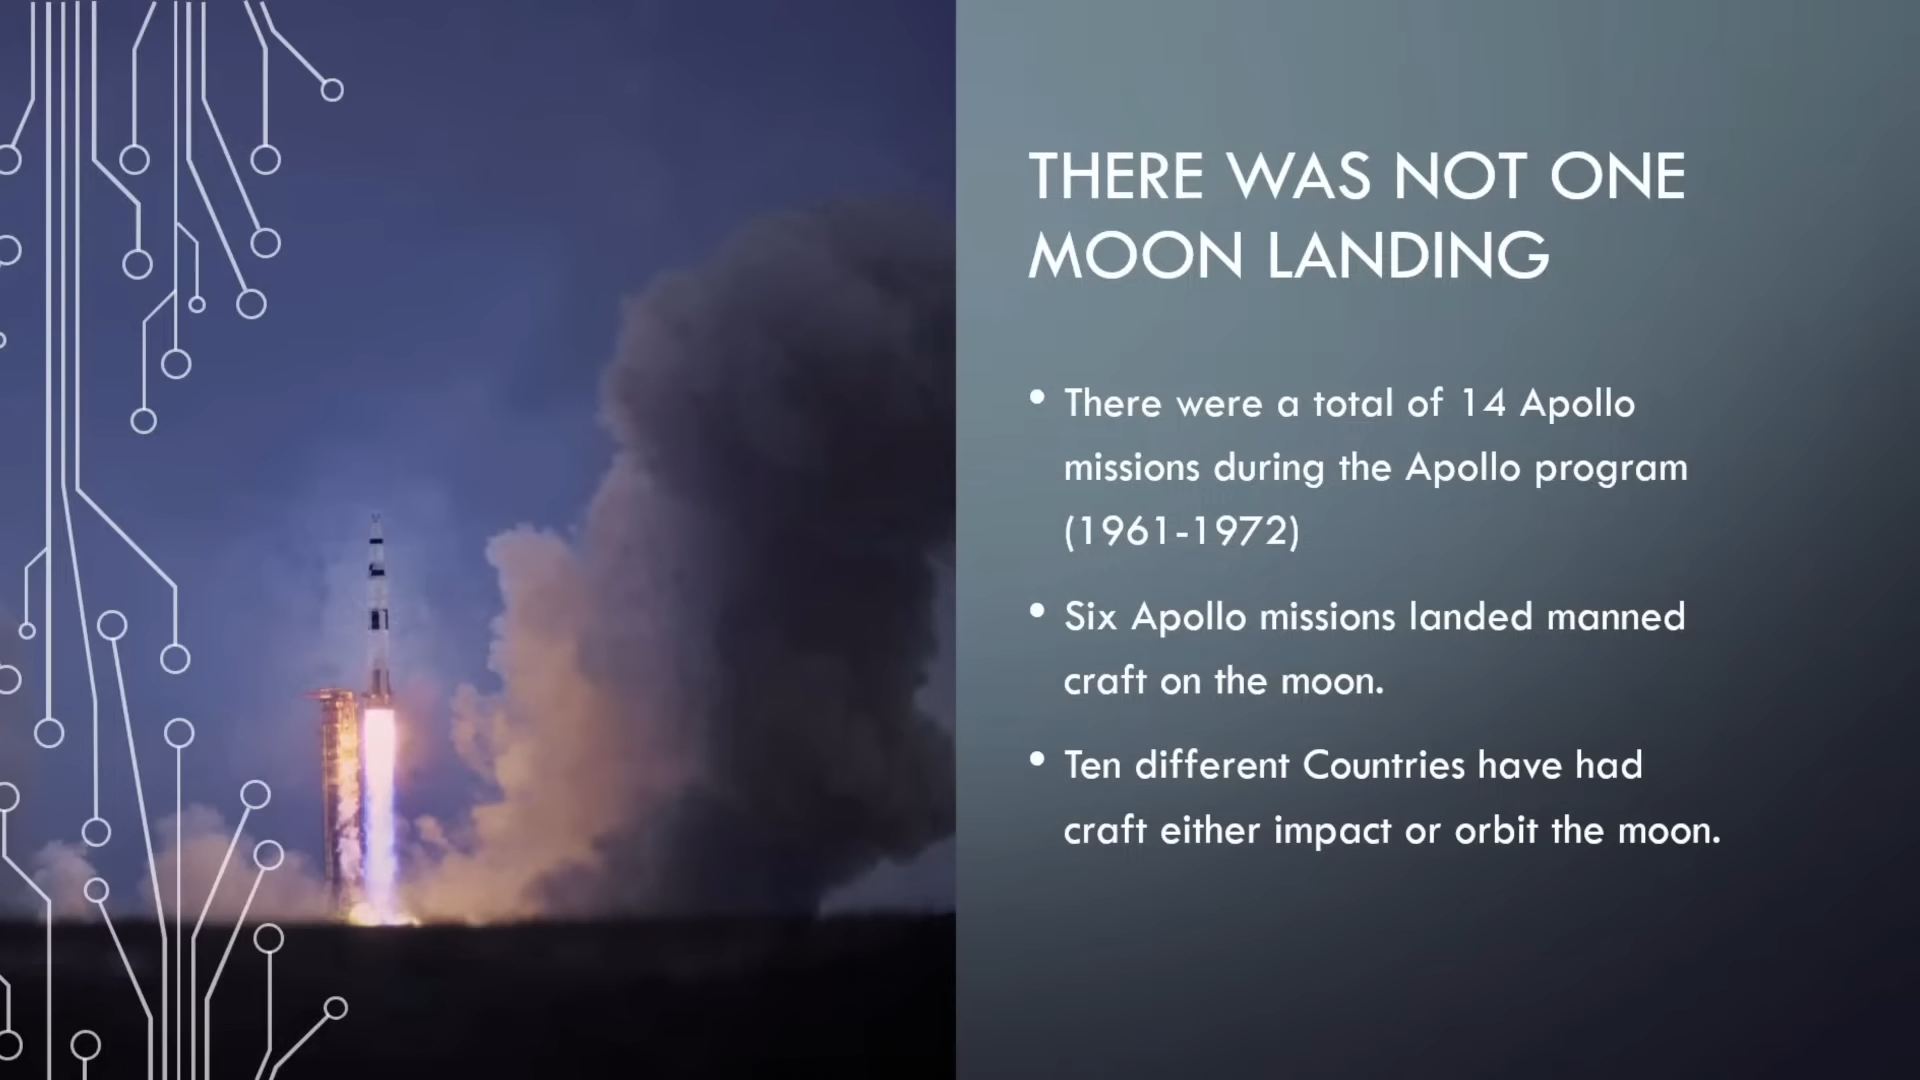 THERE WAS NOT ONE
MOON LANDING
• There were a total of 14 Apollo
missions during the Apollo program
(1961-1972)
• Six Apollo missions landed manned
craft on the moon.
• Ten different Countries have had
craft either impact or orbit the moon.